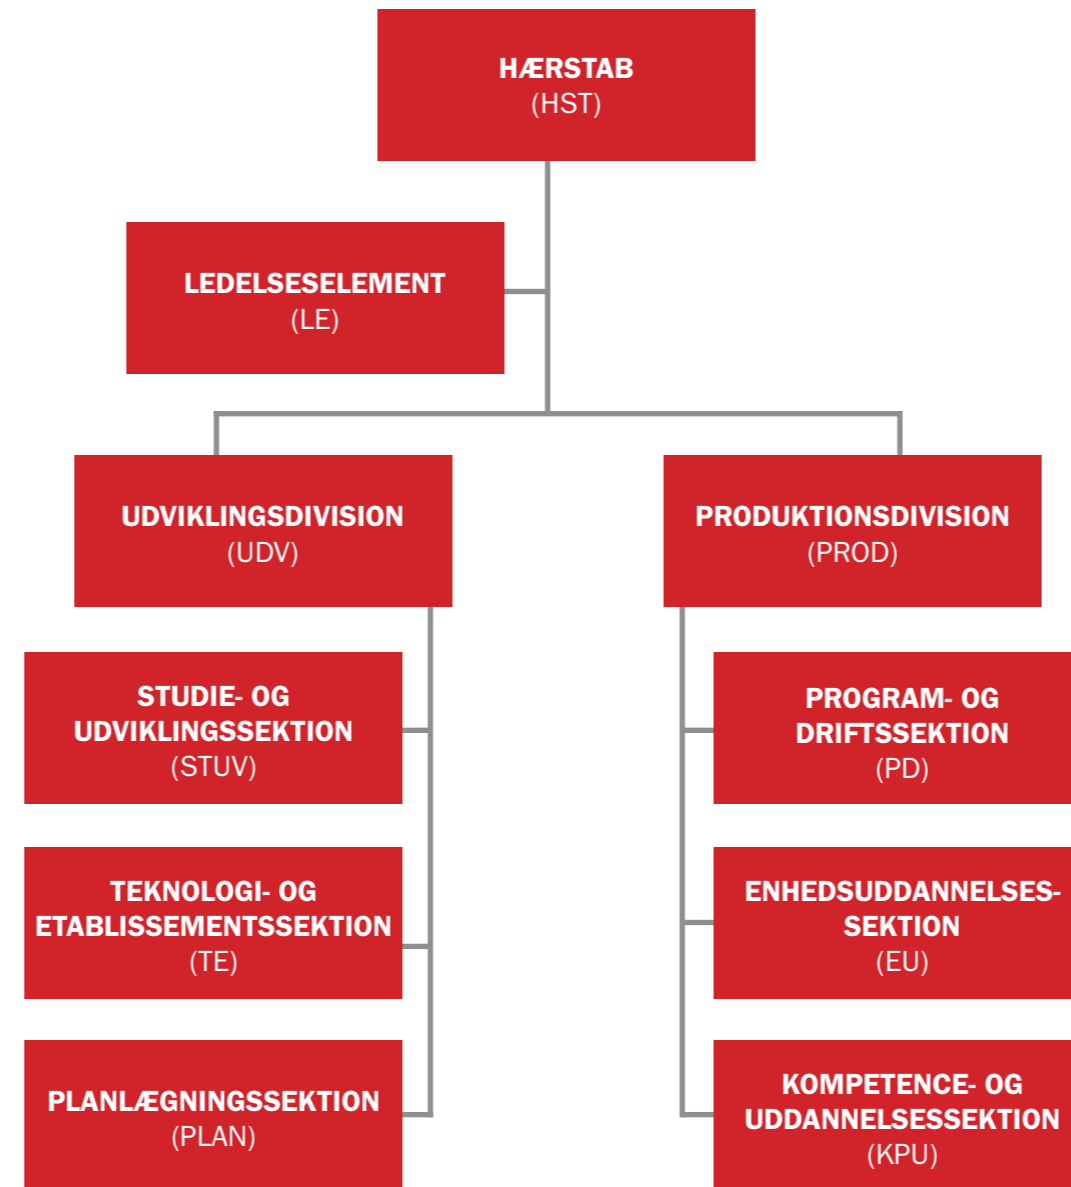 HÆRSTAB
(HST)
LEDELSESELEMENT
(LE)
UDVIKLINGSDIVISION
(UDV)
PRODUKTIONSDIVISION
(PROD)
STUDIE- OG
UDVIKLINGSSEKTION
(STUV)
TEKNOLOGI- OG
ETABLISSEMENTSSEKTION
(TE)
PLANLÆGNINGSSEKTION
(PLAN)
PROGRAM- OG
DRIFTSSEKTION
(PD)
ENHEDSUDDANNELSES-
SEKTION
(EU)
KOMPETENCE- OG
UDDANNELSESSEKTION
(KPU)